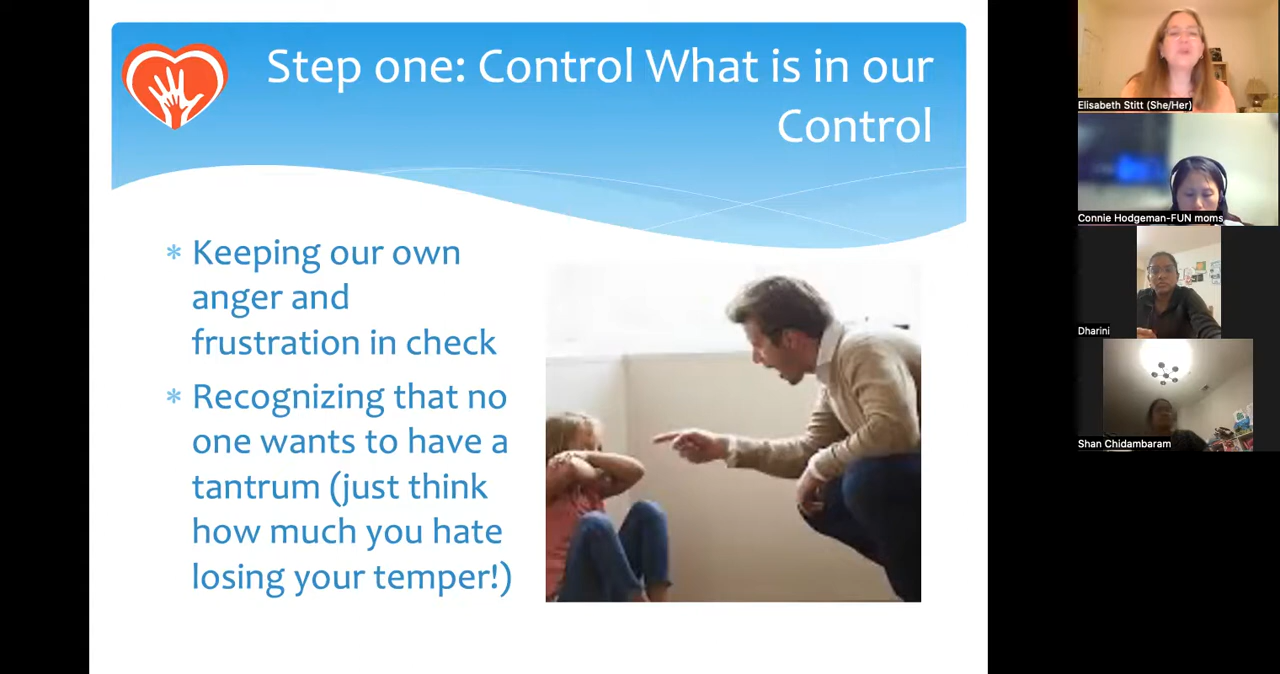 Step one: Control What is in our
Control
* Keeping our own
anger and
frustration in check
* Recognizing that no
one wants to have a
tantrum (just think
how much you hate
losing your temper!)
Elisabeth Stitt (She/Her)
Connie Hodgeman-FUN moms
Dharini
Shan Chidambaram